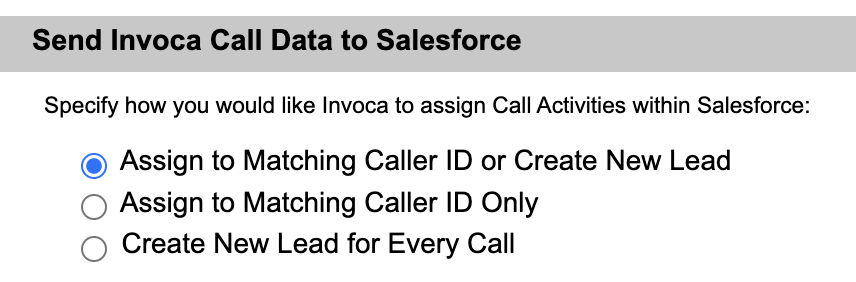 Send Invoca Call Data to Salesforce
Specify how you would like Invoca to assign Call Activities within Salesforce:
Assign to Matching Caller ID or Create New Lead
Assign to Matching Caller ID Only
Create New Lead for Every Call